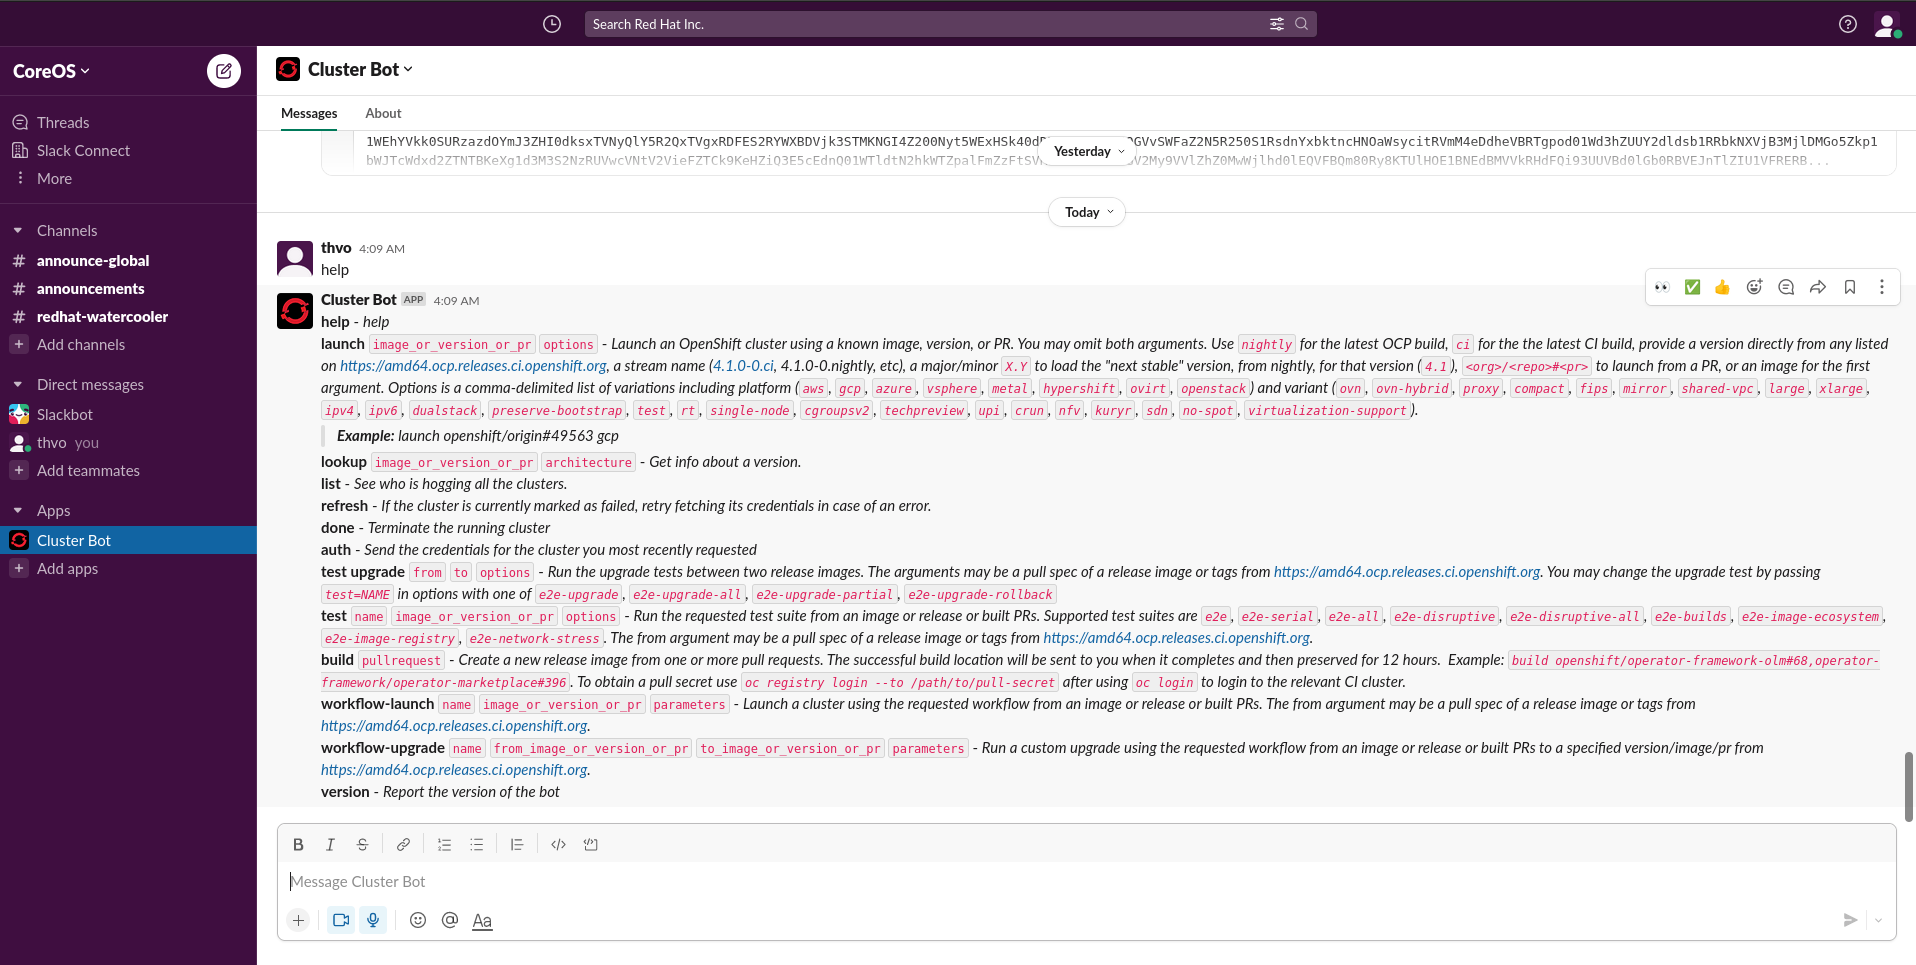 Search Red Hat Inc.
CoreOS
Threads
Slack Connect
More
Channels
# announce-global
# announcements
# redhat-watercooler
+ Add channels
Direct messages
Slackbot
thvo you
+ Add teammates
Apps
Cluster Bot
+ Add apps
Cluster Bot
Messages About
Yesterday
Today
thvo 4:09 AM
help
Cluster Bot APP 4:09 AM
help - help
launch image_or_version_or_pr options - Launch an OpenShift cluster using a known image, version, or PR. You may omit both arguments. Use nightly for the latest OCP build, ci for the the latest CI build, provide a version directly from any listed
on https://amd64.ocp.releases.ci.openshift.org, a stream name (4.1.0-0.ci, 4.1.0-0.nightly, etc), a major/minor X.Y to load the "next stable" version, from nightly, for that version (4.1), <org>/<repo>#<pr> to launch from a PR, or an image for the first
argument. Options is a comma-delimited list of variations including platform (aws, gcp, azure, vsphere, metal, hypershift, ovirt, openstack) and variant (ovn, ovn-hybrid, proxy, compact, fips, mirror, shared-vpc, large, xlarge,
ipv4, ipv6, dualstack, preserve-bootstrap, test, rt, single-node, cgroupsv2, techpreview, upi, crun, nfv, kuryr, sdn, no-spot, virtualization-support).
Example: launch openshift/origin#49563 gcp
lookup image_or_version_or_pr architecture - Get info about a version.
list - See who is hogging all the clusters.
refresh - If the cluster is currently marked as failed, retry fetching its credentials in case of an error.
done - Terminate the running cluster
auth - Send the credentials for the cluster you most recently requested
test upgrade from to options - Run the upgrade tests between two release images. The arguments may be a pull spec of a release image or tags from https://amd64.ocp.releases.ci.openshift.org. You may change the upgrade test by passing
test=NAME in options with one of e2e-upgrade, e2e-upgrade-all, e2e-upgrade-partial, e2e-upgrade-rollback
test name image_or_version_or_pr options - Run the requested test suite from an image or release or built PRs. Supported test suites are e2e, e2e-serial, e2e-all, e2e-disruptive, e2e-disruptive-all, e2e-builds, e2e-image-ecosystem,
e2e-image-registry, e2e-network-stress. The from argument may be a pull spec of a release image or tags from https://amd64.ocp.releases.ci.openshift.org.
build pullrequest - Create a new release image from one or more pull requests. The successful build location will be sent to you when it completes and then preserved for 12 hours. Example: build openshift/operator-framework-olm#68,operator-
framework/operator-marketplace#396. To obtain a pull secret use oc registry login --to /path/to/pull-secret after using oc login to login to the relevant CI cluster.
workflow-launch name image_or_version_or_pr parameters - Launch a cluster using the requested workflow from an image or release or built PRs. The from argument may be a pull spec of a release image or tags from
https://amd64.ocp.releases.ci.openshift.org.
workflow-upgrade name from_image_or_version_or_pr to_image_or_version_or_pr parameters - Run a custom upgrade using the requested workflow from an image or release or built PRs to a specified version/image/pr from
https://amd64.ocp.releases.ci.openshift.org.
version - Report the version of the bot
B I S
Message Cluster Bot
+ @ Aa